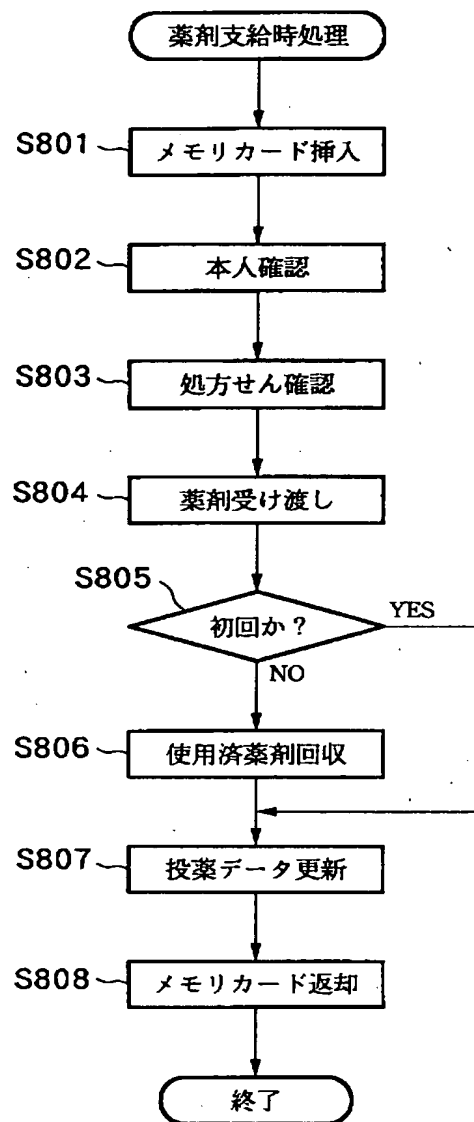 薬剤支給時処理
S801
メモリカード挿入
S802
本人確認
S803
処方せん確認
S804
薬剤受け渡し
S805
初回か？
YES
NO
S806
使用済薬剤回収
S807
投薬データ更新
S808
メモリカード返却
終了